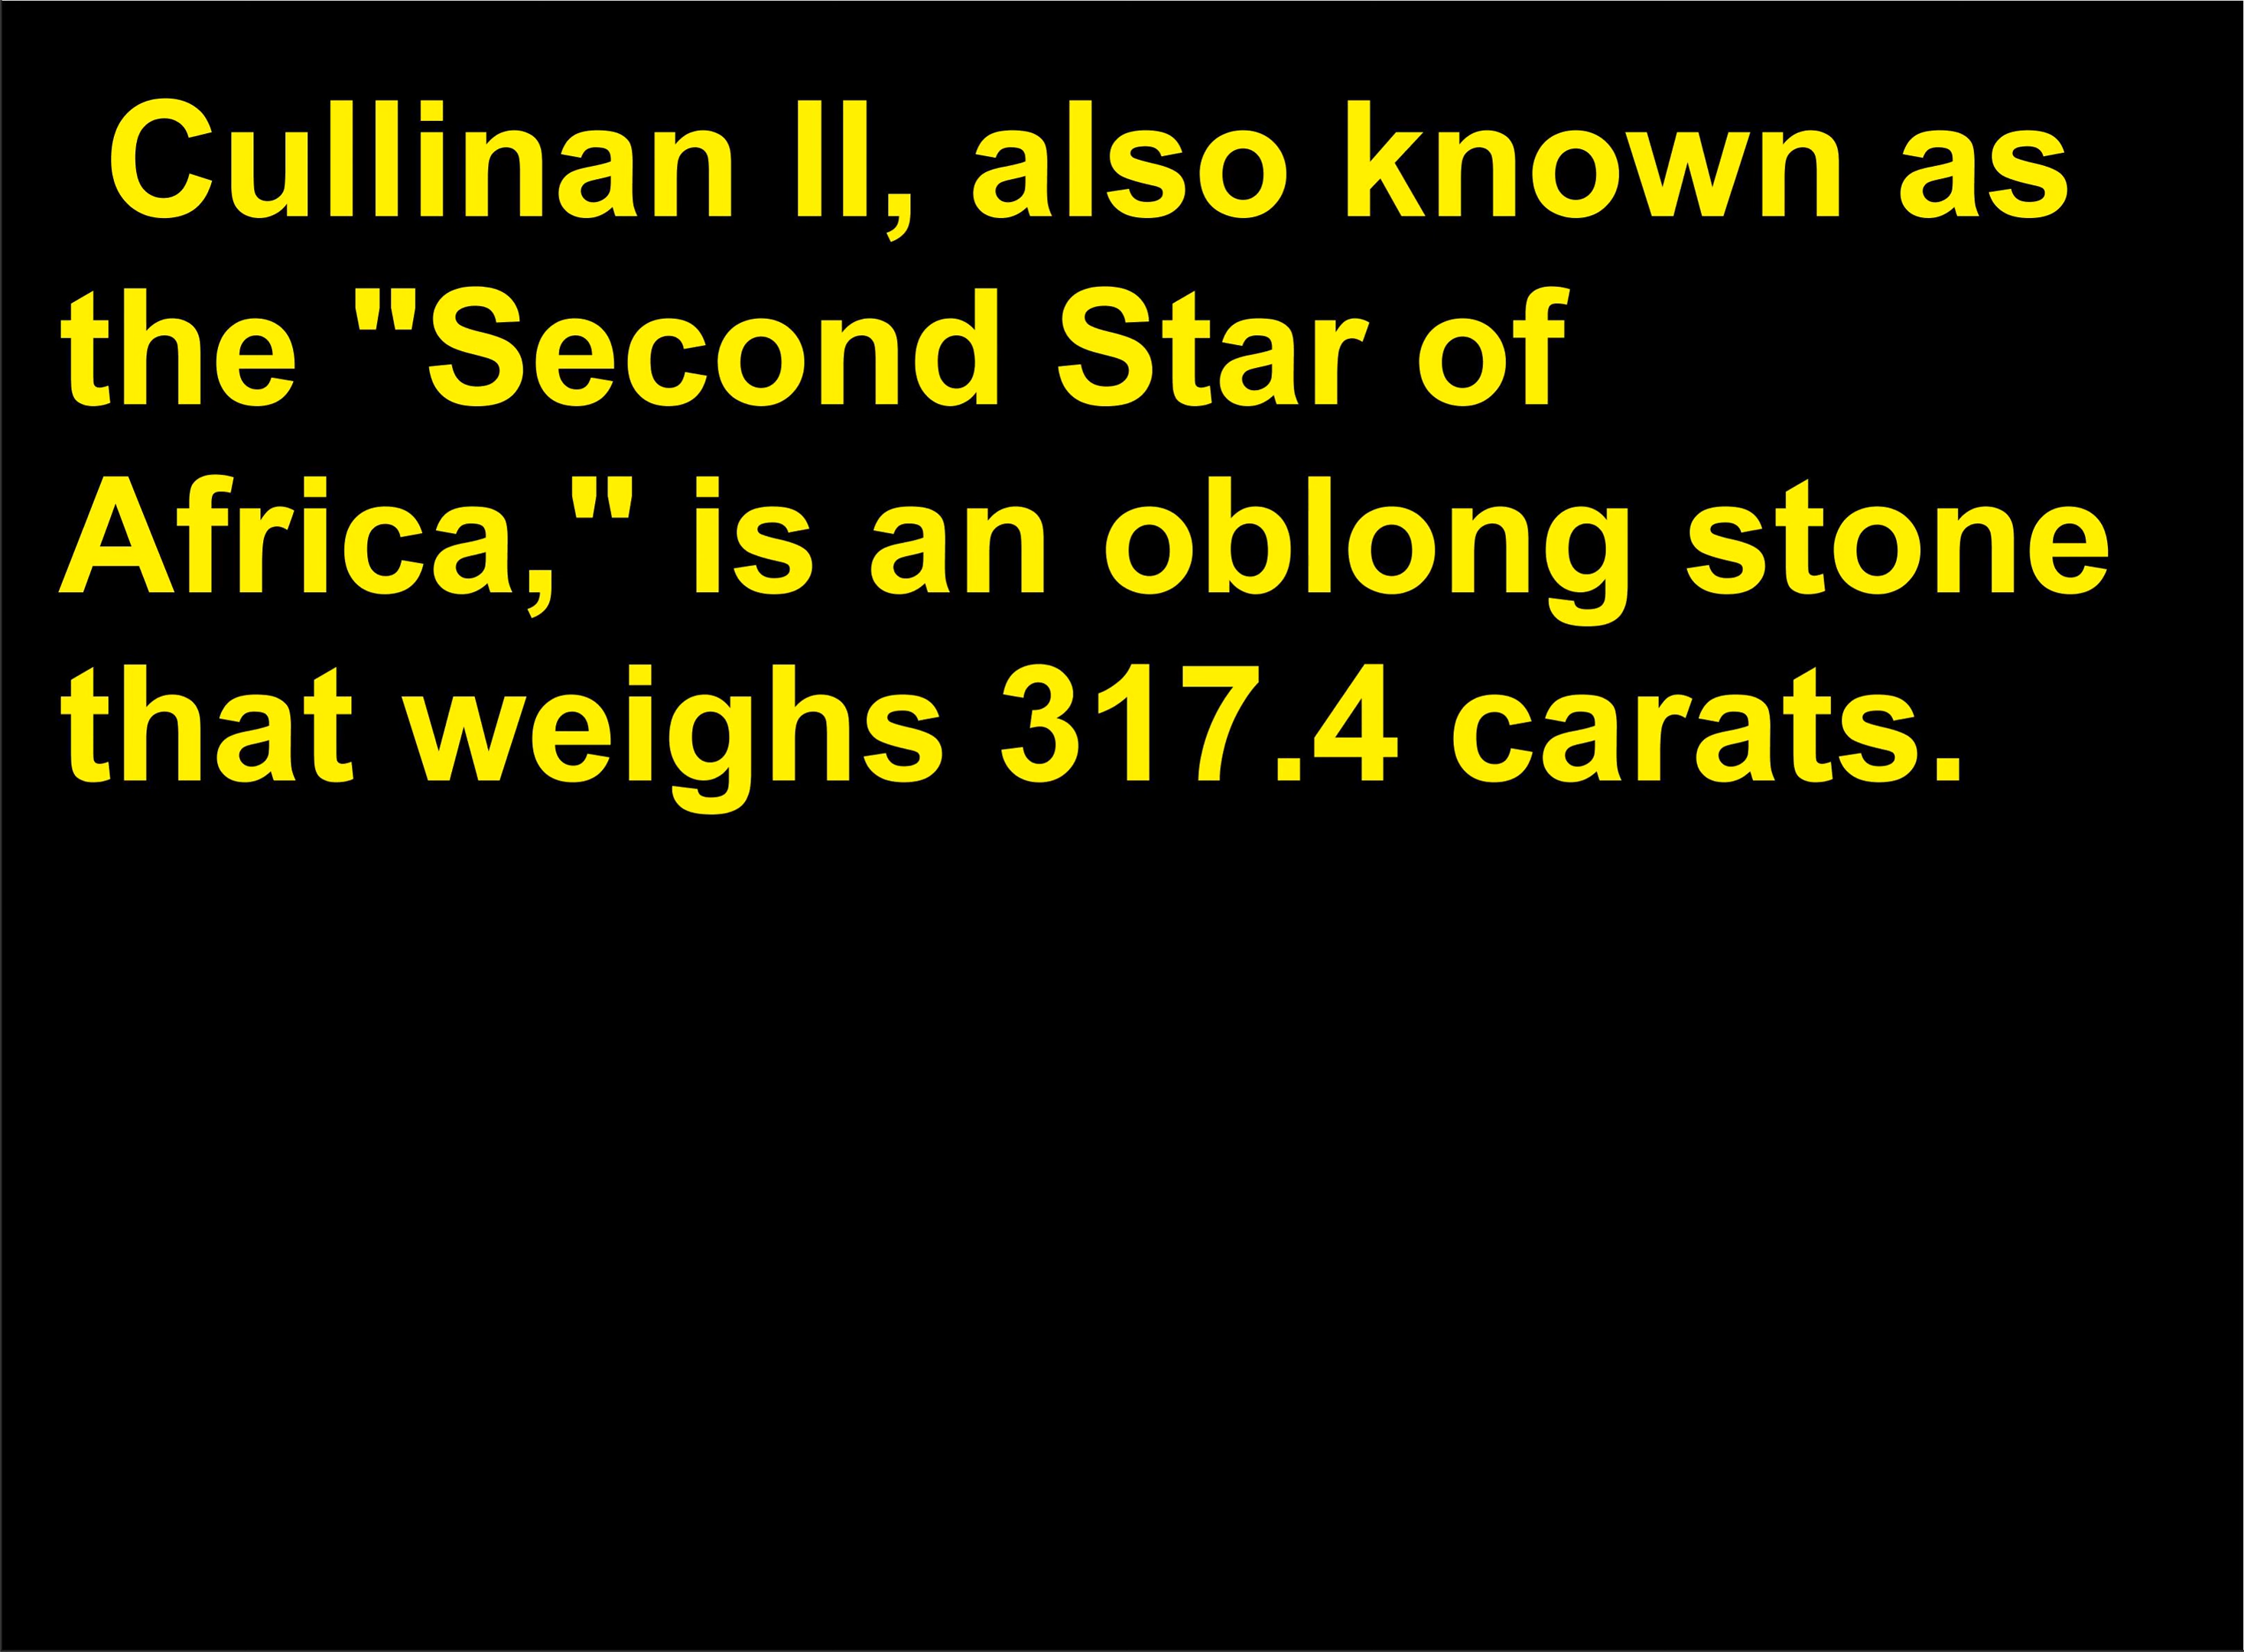 Cullinan II, also known as
the "Second Star of
Africa," is an oblong stone
that weighs 317.4 carats.